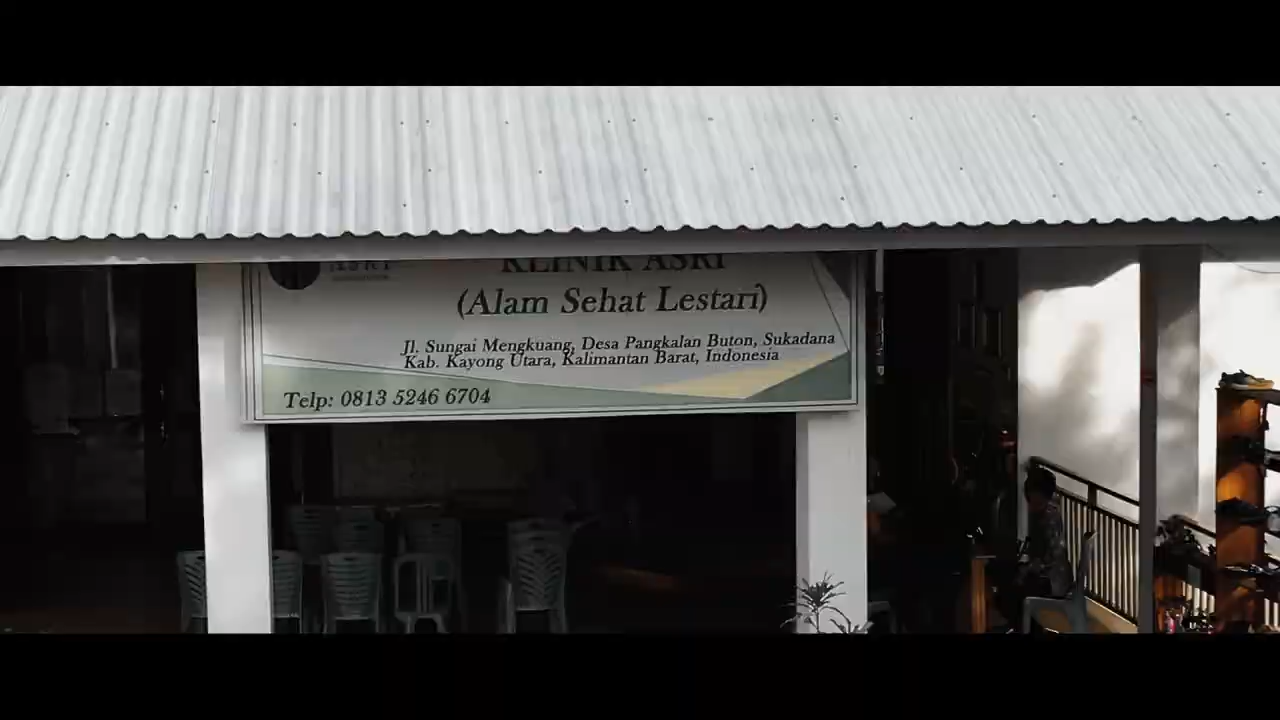 ASRI
KLINIK ASRI
(Alam Sehat Lestari)
Jl. Sungai Mengkuang, Desa Pangkalan Buton, Sukadana
Kab. Kayong Utara, Kalimantan Barat, Indonesia
Telp: 0813 5246 6704